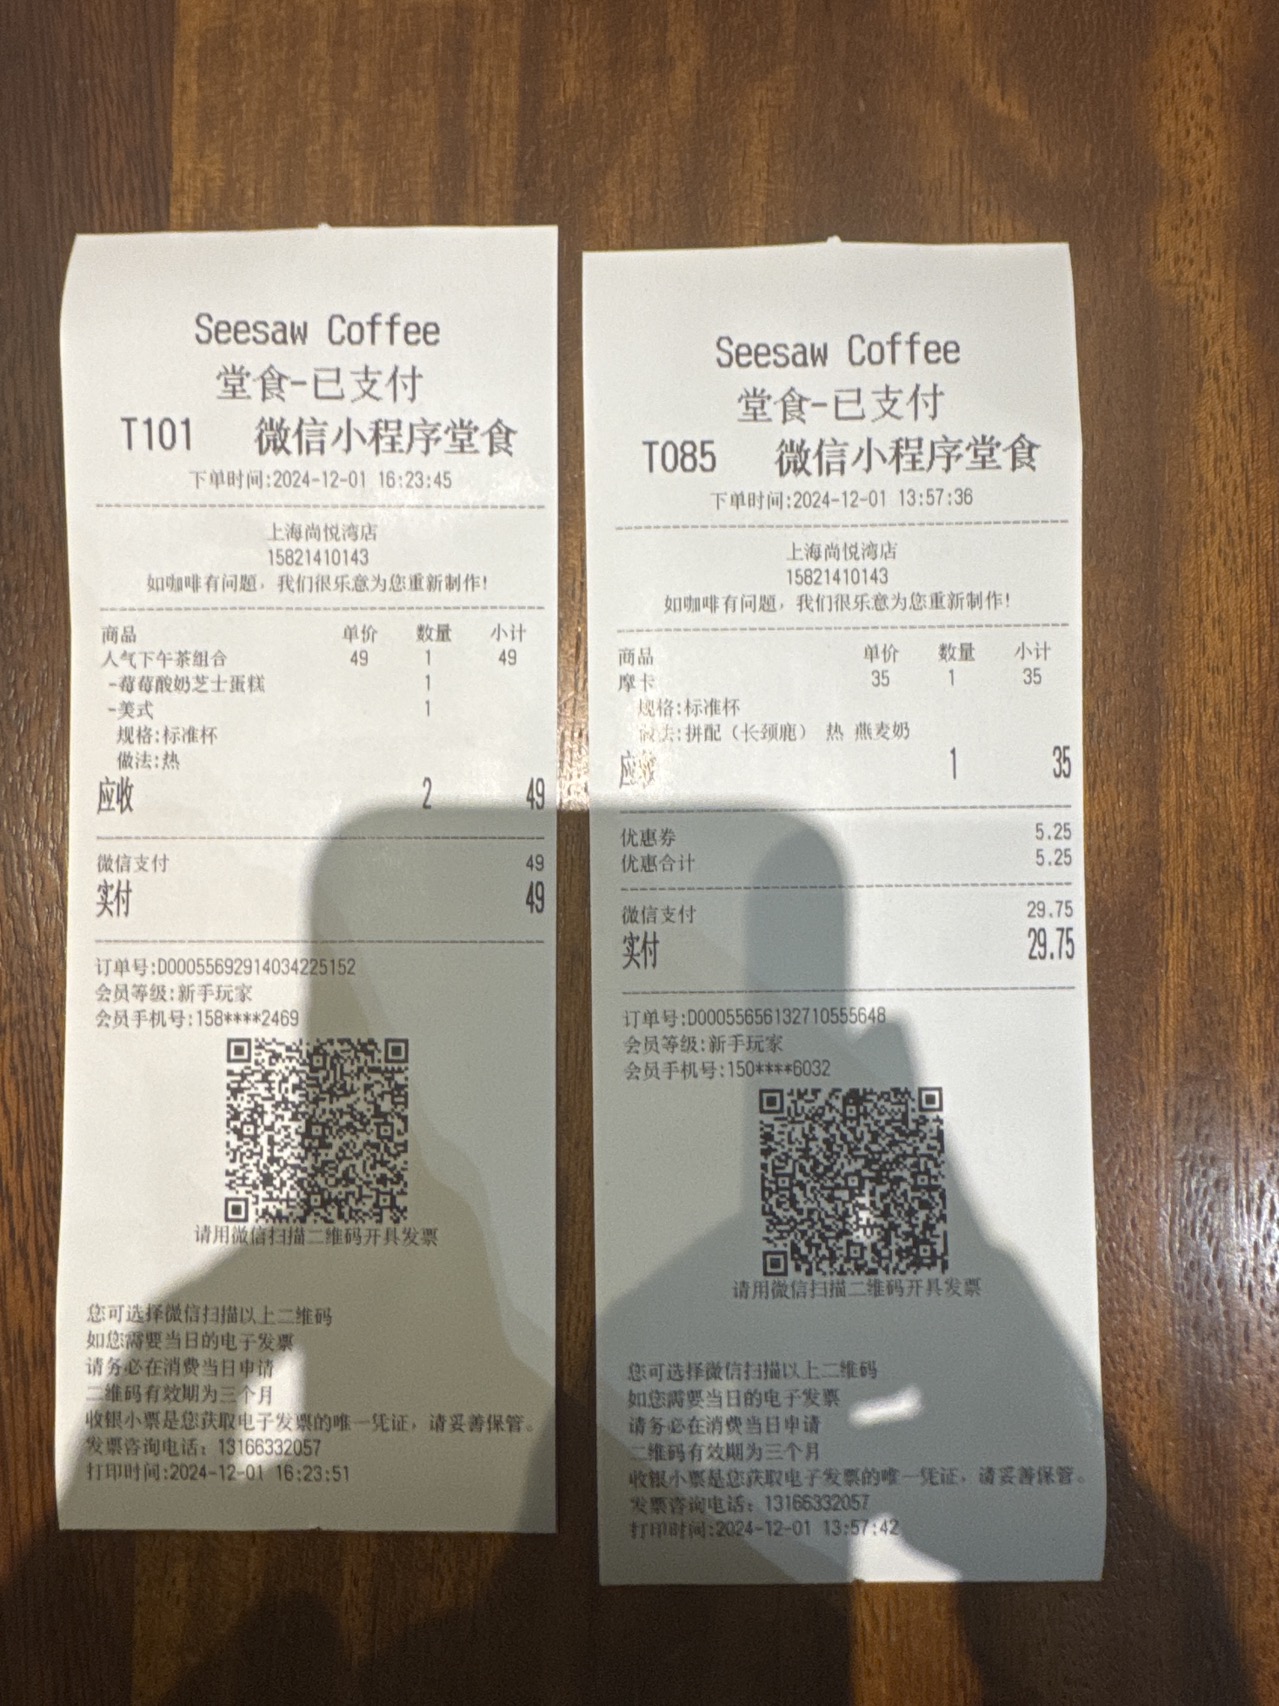 Seesaw Coffee
堂食-已支付
T101 微信小程序堂食
下单时间:2024-12-01 16:23:45
上海尚悦湾店
15821410143
如咖啡有问题，我们很乐意为您重新制作!
商品 单价 数量 小计
人气下午茶组合 49 1 49
-莓莓酸奶芝士蛋糕 1
-美式 1
规格:标准杯
做法:热
应收 2 49
微信支付 49
实付 49
订单号:D00055692914034225152
会员等级:新手玩家
会员手机号:158****2469
请用微信扫描二维码开具发票
您可选择微信扫描以上二维码
如您需要当日的电子发票
请务必在消费当日申请
二维码有效期为三个月
收银小票是您获取电子发票的唯一凭证，请妥善保管。
发票咨询电话：13166332057
打印时间:2024-12-01 16:23:51
Seesaw Coffee
堂食-已支付
T085 微信小程序堂食
下单时间:2024-12-01 13:57:36
上海尚悦湾店
15821410143
如咖啡有问题，我们很乐意为您重新制作!
商品 单价 数量 小计
摩卡 35 1 35
规格:标准杯
做法:拼配（长颈鹿） 热 燕麦奶
应收 1 35
优惠券 5.25
优惠合计 5.25
微信支付 29.75
实付 29.75
订单号:D00055656132710555648
会员等级:新手玩家
会员手机号:150****6032
请用微信扫描二维码开具发票
您可选择微信扫描以上二维码
如您需要当日的电子发票
请务必在消费当日申请
二维码有效期为三个月
收银小票是您获取电子发票的唯一凭证，请妥善保管。
发票咨询电话：13166332057
打印时间:2024-12-01 13:57:42